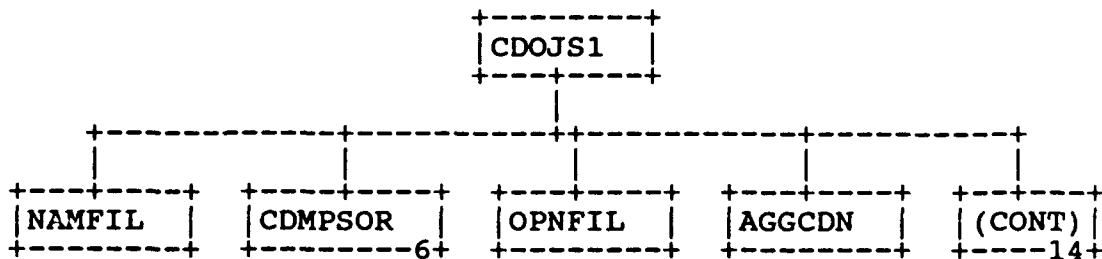 CDOJS1
NAMFIL CDMPSOR OPNFIL AGGCDN (CONT)
6 14